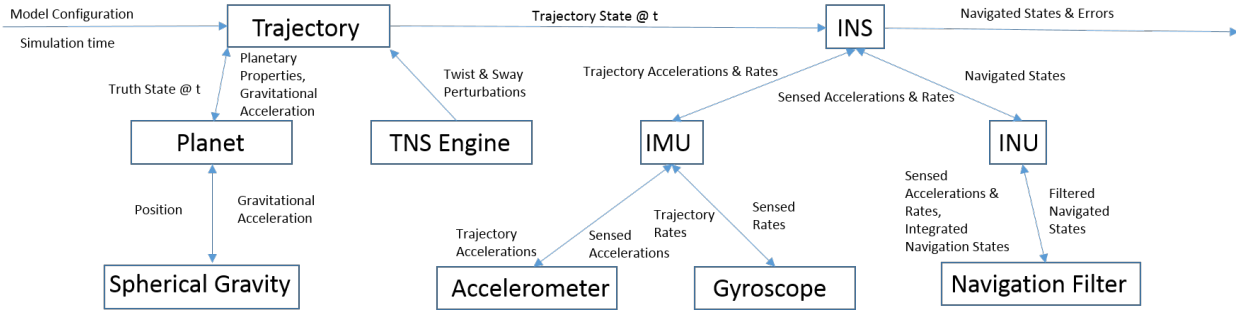 Model Configuration
Simulation time
Trajectory
Trajectory State @ t
INS
Navigated States & Errors
Truth State @ t
Planetary
Properties,
Gravitational
Acceleration
Twist & Sway
Perturbations
Trajectory Accelerations & Rates
Sensed Accelerations & Rates
Navigated States
Planet
TNS Engine
IMU
INU
Position
Gravitational
Acceleration
Trajectory
Accelerations
Sensed
Accelerations
Trajectory
Rates
Sensed
Rates
Sensed
Accelerations &
Rates,
Integrated
Navigation States
Filtered
Navigated
States
Spherical Gravity
Accelerometer
Gyroscope
Navigation Filter